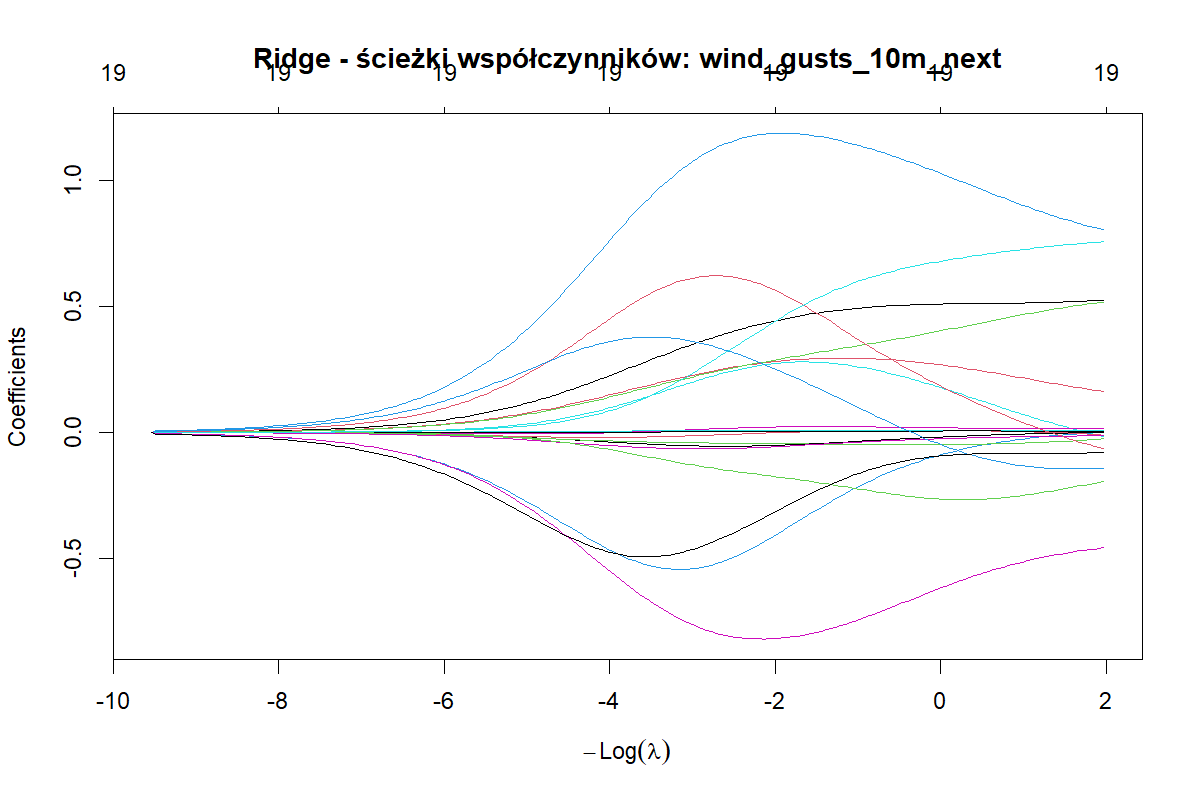 Ridge - ścieżki współczynników: wind_gusts_10m_next
19 19 19 19 19 19 19
1.0
0.5
0.0
-0.5
Coefficients
-10 -8 -6 -4 -2 0 2
−Log(λ)